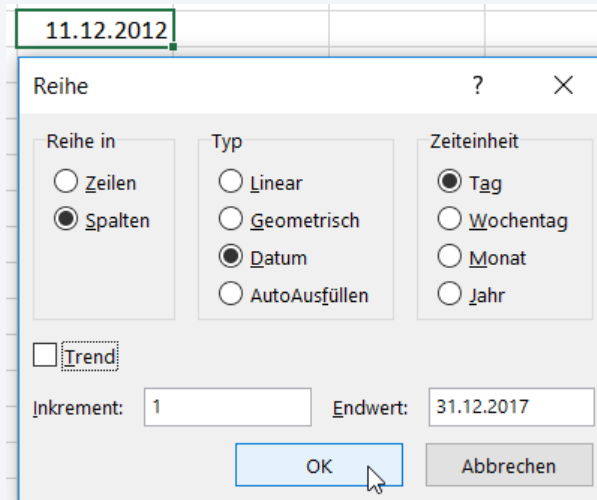 11.12.2012
Reihe ?
Reihe in Typ Zeiteinheit
Zeilen Linear Tag
Spalten Geometrisch Wochentag
Datum Monat
AutoAusfüllen Jahr
Trend
Inkrement: 1 Endwert: 31.12.2017
OK Abbrechen